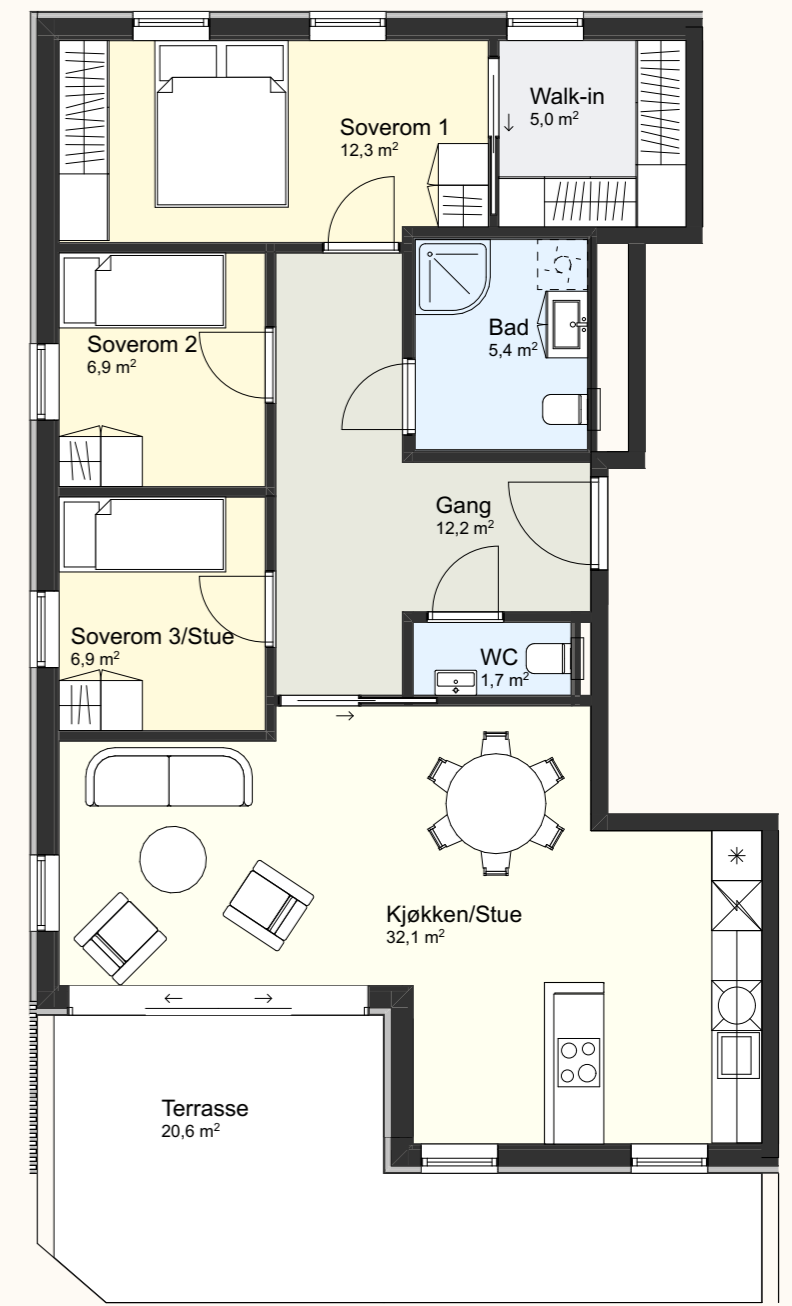 Soverom 1
12,3 m²
Walk-in
5,0 m²
Soverom 2
6,9 m²
Bad
5,4 m²
Gang
12,2 m²
Soverom 3/Stue
6,9 m²
WC
1,7 m²
Kjøkken/Stue
32,1 m²
Terrasse
20,6 m²